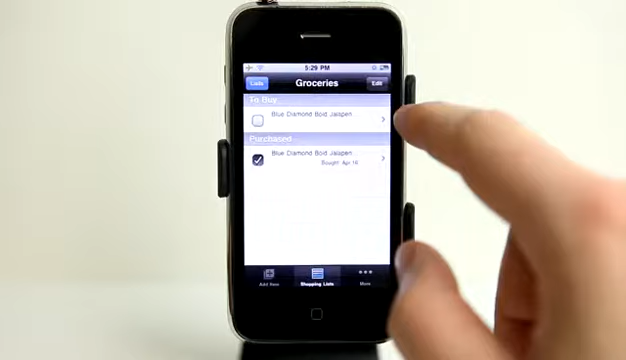 5:29 PM
Lists
Groceries
Edit
To Buy
Blue Diamond Bold Jalapen...
Purchased
Blue Diamond Bold Jalapen...
Bought: Apr 16
Add Item
Shopping Lists
More